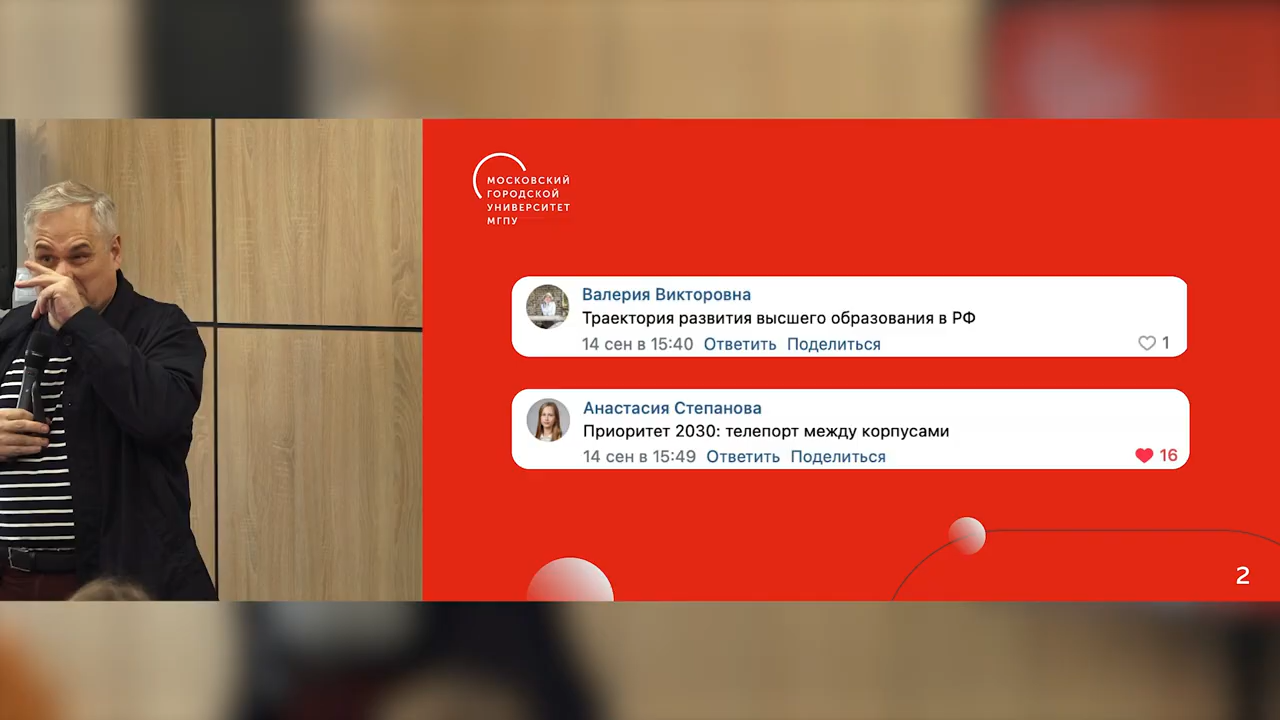 МОСКОВСКИЙ
ГОРОДСКОЙ
УНИВЕРСИТЕТ
МГПУ
Валерия Викторовна
Траектория развития высшего образования в РФ
14 сен в 15:40 Ответить Поделиться
1
Анастасия Степанова
Приоритет 2030: телепорт между корпусами
14 сен в 15:49 Ответить Поделиться
16
2